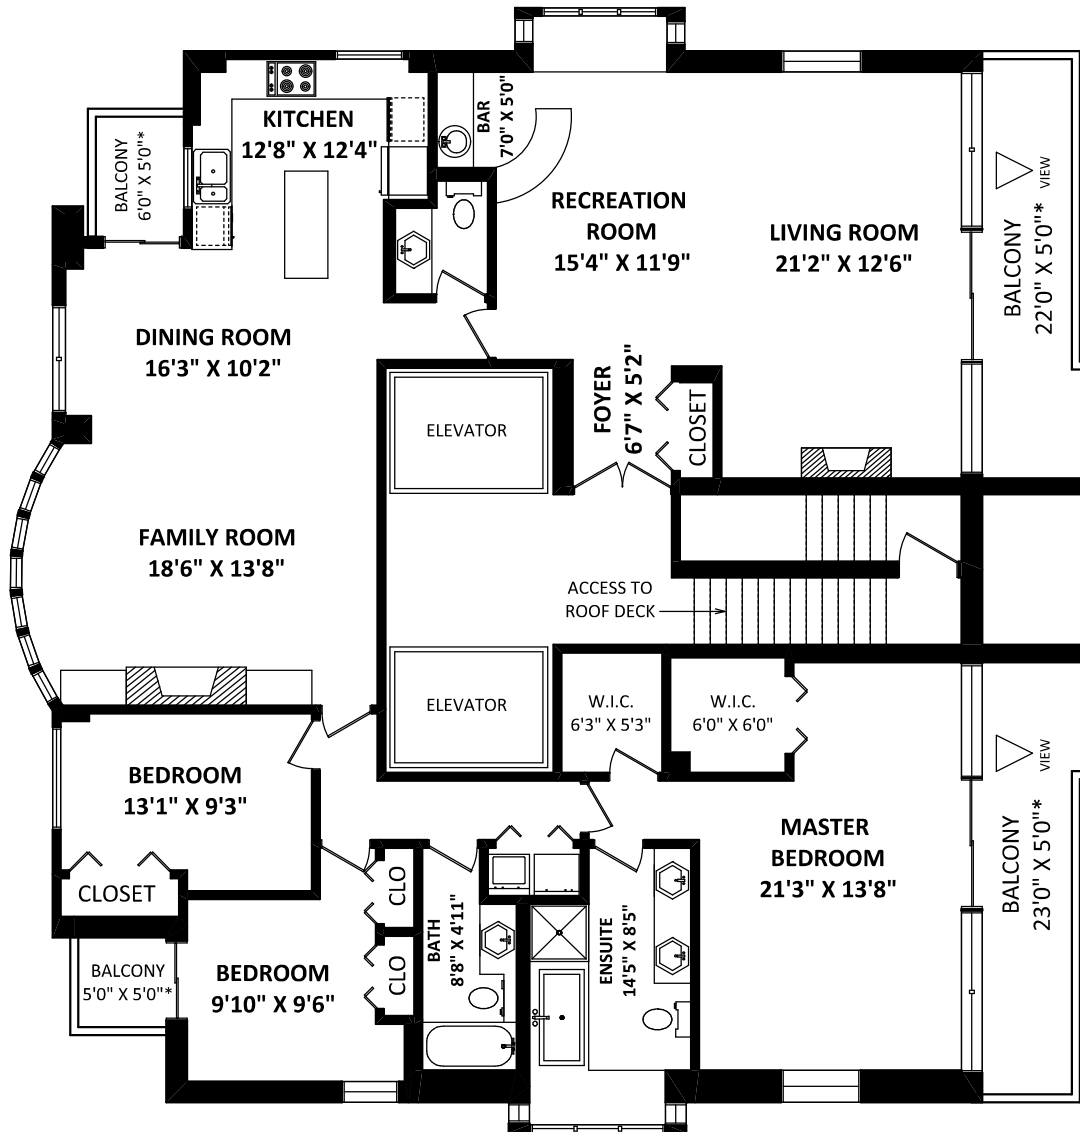 KITCHEN
12'8" X 12'4"
BAR
7'0" X 5'0"
BALCONY
6'0" X 5'0"*
RECREATION
ROOM
15'4" X 11'9"
LIVING ROOM
21'2" X 12'6"
VIEW
BALCONY
22'0" X 5'0"*
DINING ROOM
16'3" X 10'2"
ELEVATOR
FOYER
6'7" X 5'2"
CLOSET
FAMILY ROOM
18'6" X 13'8"
ACCESS TO
ROOF DECK
ELEVATOR
W.I.C.
6'3" X 5'3"
W.I.C.
6'0" X 6'0"
VIEW
BEDROOM
13'1" X 9'3"
CLOSET
MASTER
BEDROOM
21'3" X 13'8"
BALCONY
23'0" X 5'0"*
CLO
BATH
8'8" X 4'11"
ENSUITE
14'5" X 8'5"
BALCONY
5'0" X 5'0"*
BEDROOM
9'10" X 9'6"
CLO